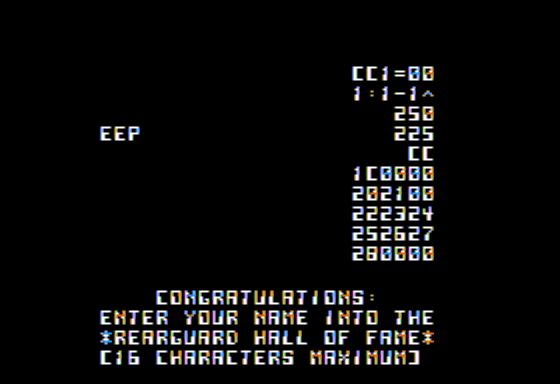 CC1=00
1:1-1^
250
EEP 225
CC
1C0000
202100
222324
252627
280000
CONGRATULATIONS:
ENTER YOUR NAME INTO THE
*REARGUARD HALL OF FAME*
[16 CHARACTERS MAXIMUM]